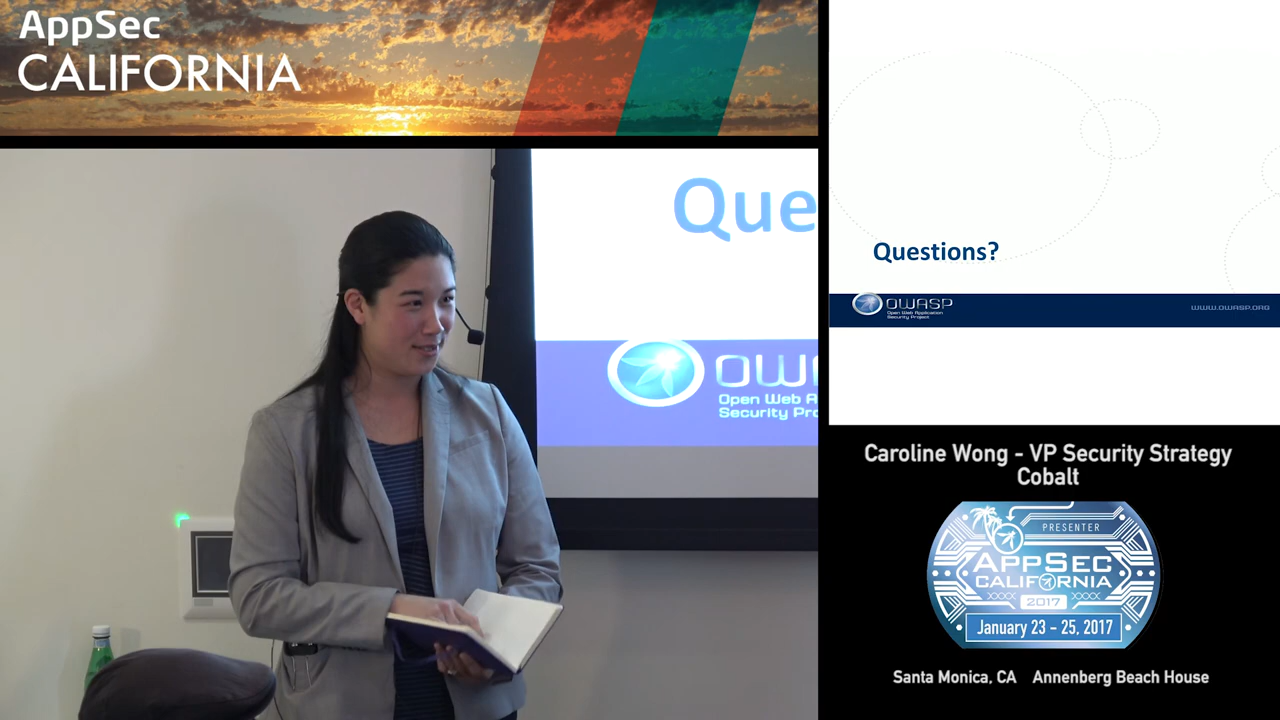 AppSec
CALIFORNIA
Que
OWA
Open Web A
Security Pro
Questions?
OWASP
Open Web Application
Security Project
WWW.OWASP.ORG
Caroline Wong - VP Security Strategy
Cobalt
PRESENTER
APPSEC
CALIFORNIA
2017
January 23 - 25, 2017
Santa Monica, CA Annenberg Beach House